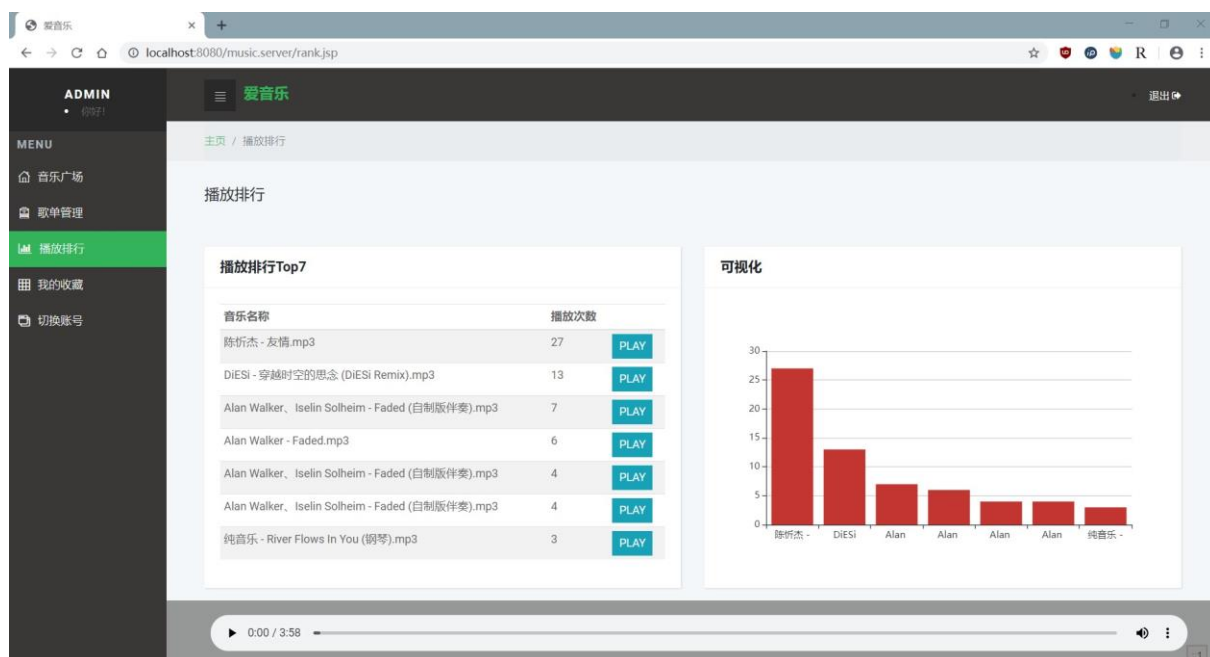 爱音乐
localhost:8080/music.server/rank.jsp
R
ADMIN
你好!
爱音乐
退出
MENU
音乐广场
歌单管理
播放排行
我的收藏
切换账号
主页 / 播放排行
播放排行
播放排行Top7
音乐名称 播放次数
陈忻杰 - 友情.mp3 27 PLAY
DiESi - 穿越时空的思念 (DiESi Remix).mp3 13 PLAY
Alan Walker、Iselin Solheim - Faded (自制版伴奏).mp3 7 PLAY
Alan Walker - Faded.mp3 6 PLAY
Alan Walker、Iselin Solheim - Faded (自制版伴奏).mp3 4 PLAY
Alan Walker、Iselin Solheim - Faded (自制版伴奏).mp3 4 PLAY
纯音乐 - River Flows In You (钢琴).mp3 3 PLAY
可视化
30
25
20
15
10
5
0
陈忻杰 - DiESi Alan Alan Alan Alan 纯音乐 -
0:00 / 3:58